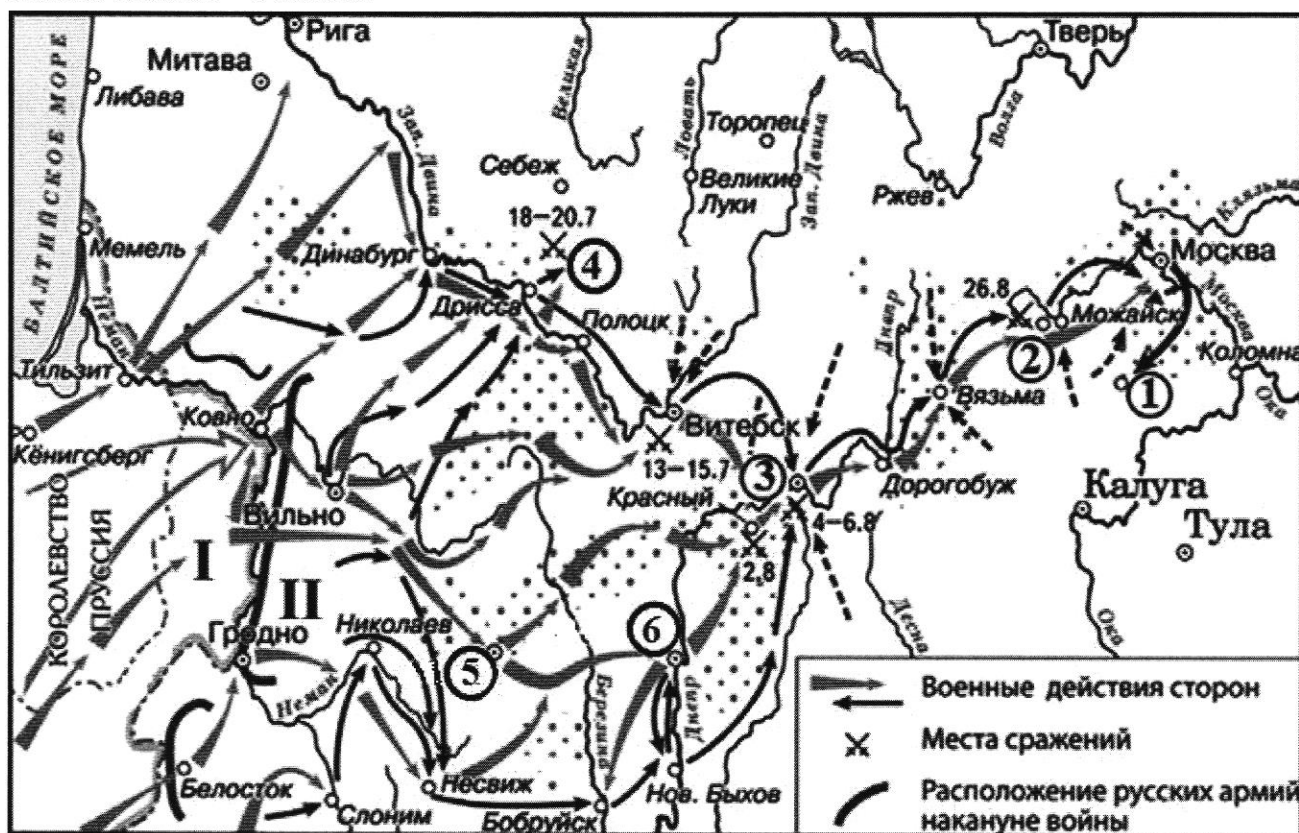 Рига
Тверь
Митава
Либава
БАЛТИЙСКОЕ МОРЕ
Великая
Ловать
Торопец
Волга
Зап. Двина
Зап. Двина
Себеж
Великие
Луки
Ржев
Клязьма
18–20.7
Мемель
Динабург
4
Москва
Москва
26.8
Дрисса
Днепр
Можайск
Неман
Полоцк
2
Коломна
Тильзит
1
Ока
Ковно
Вязьма
Витебск
Кёнигсберг
13–15.7
3
Красный
Дорогобуж
Вильно
4–6.8
Калуга
Тула
КОРОЛЕВСТВО
ПРУССИЯ
I
II
2.8
Гродно
Николаев
6
5
Десна
Ока
Неман
Березина
Днепр
Белосток
Несвиж
Нов. Быхов
Слоним
Бобруйск
Военные действия сторон
Места сражений
Расположение русских армий
накануне войны